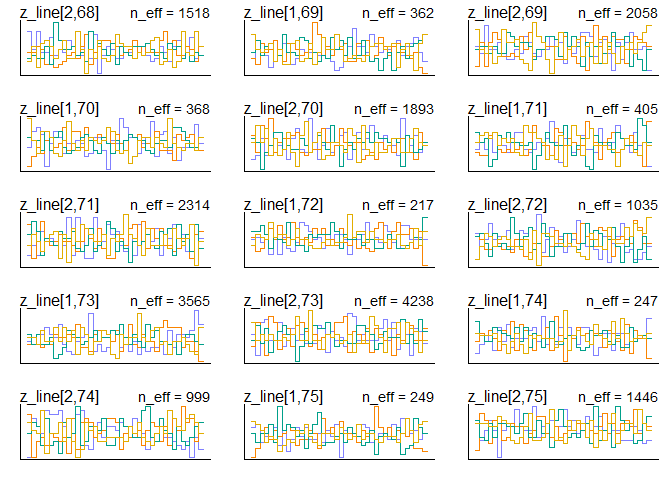 z_line[2,68] n_eff = 1518 z_line[1,69] n_eff = 362 z_line[2,69] n_eff = 2058
z_line[1,70] n_eff = 368 z_line[2,70] n_eff = 1893 z_line[1,71] n_eff = 405
z_line[2,71] n_eff = 2314 z_line[1,72] n_eff = 217 z_line[2,72] n_eff = 1035
z_line[1,73] n_eff = 3565 z_line[2,73] n_eff = 4238 z_line[1,74] n_eff = 247
z_line[2,74] n_eff = 999 z_line[1,75] n_eff = 249 z_line[2,75] n_eff = 1446